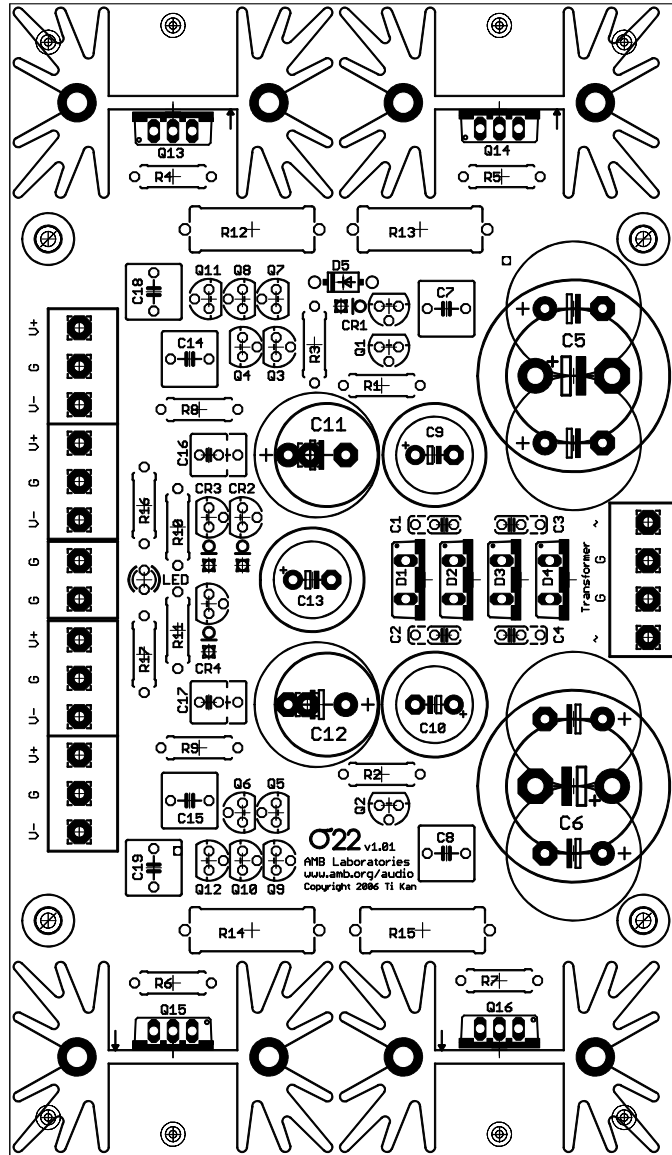 Q13
Q14
R4
R5
R12
R13
C18
Q11
Q8
Q7
D5
C7
CR1
C5
V+
G
V-
C14
Q4
Q3
R3
Q1
R8
R1
V+
G
V-
C16
C11
C9
R16
R10
CR3
CR2
C1
C3
~
G
G
~
Transformer
G
G
LED
C13
D1
D2
D3
D4
R17
R11
CR4
C2
C4
V+
G
V-
C17
C12
C10
R9
R2
V+
G
V-
C15
Q6
Q5
Q2
C6
C19
Q12
Q10
Q9
C8
σ22 v1.01
AMB Laboratories
www.amb.org/audio
Copyright 2006 Ti Kan
R14
R15
R6
R7
Q15
Q16